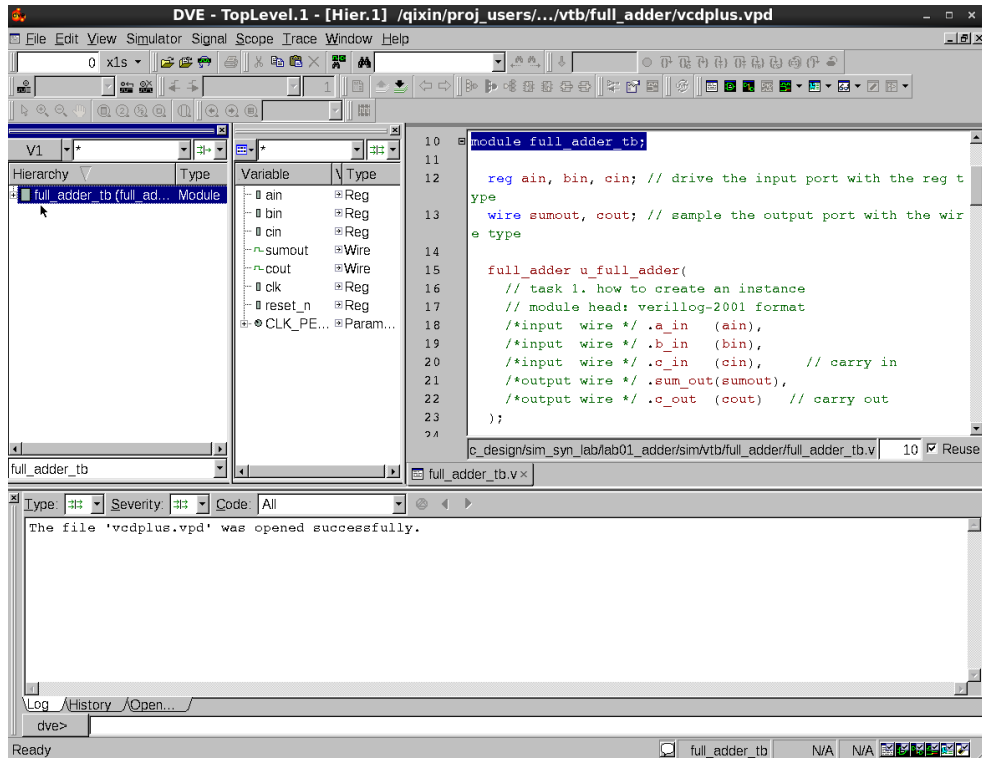 DVE - TopLevel.1 - [Hier.1]  /qixin/proj_users/.../vtb/full_adder/vcdplus.vpd
File Edit View Simulator Signal Scope Trace Window Help
0 x1s
1
V1 *
Hierarchy Type
full_adder_tb (full_ad... Module
full_adder_tb
*
Variable Type
ain Reg
bin Reg
cin Reg
sumout Wire
cout Wire
clk Reg
reset_n Reg
CLK_PE... Param...
10 module full_adder_tb;
11
12 reg ain, bin, cin; // drive the input port with the reg t
ype
13 wire sumout, cout; // sample the output port with the wir
e type
14
15 full_adder u_full_adder(
16 // task 1. how to create an instance
17 // module head: verillog-2001 format
18 /*input  wire */ .a_in   (ain),
19 /*input  wire */ .b_in   (bin),
20 /*input  wire */ .c_in   (cin),     // carry in
21 /*output wire */ .sum_out(sumout),
22 /*output wire */ .c_out  (cout)   // carry out
23 );
24
c_design/sim_syn_lab/lab01_adder/sim/vtb/full_adder/full_adder_tb.v 10 Reuse
full_adder_tb.v
Type: Severity: Code: All
The file 'vcdplus.vpd' was opened successfully.
Log History Open...
dve>
Ready full_adder_tb N/A N/A